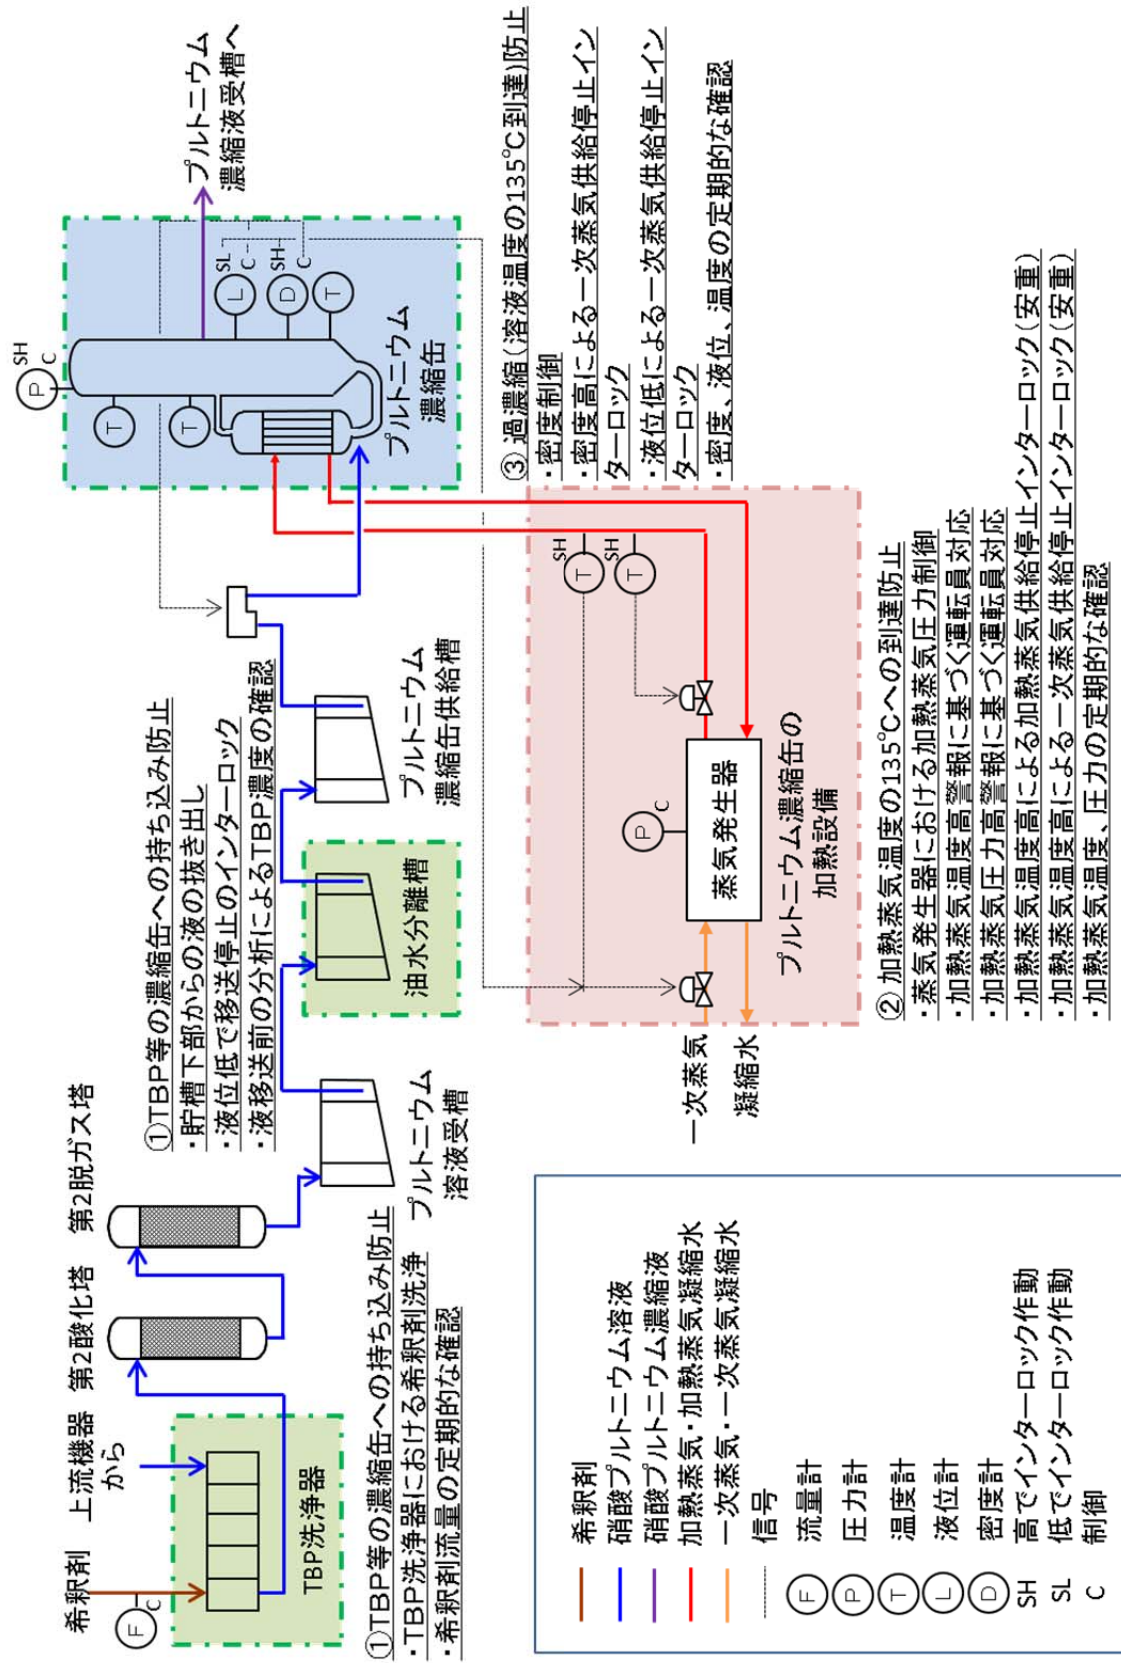 希釈剤
上流機器
から
F
C
TBP洗浄器
第2酸化塔
第2脱ガス塔
①TBP等の濃縮缶への持ち込み防止
・TBP洗浄器における希釈剤洗浄
・希釈剤流量の定期的な確認
プルトニウム
溶液受槽
①TBP等の濃縮缶への持ち込み防止
・貯槽下部からの液の抜き出し
・液位低で移送停止のインターロック
・液移送前の分析によるTBP濃度の確認
油水分離槽
プルトニウム
濃縮缶供給槽
P
SH
C
T
T
L
SL
C
D
SH
C
T
プルトニウム
濃縮缶
プルトニウム
濃縮液受槽へ
③過濃縮(溶液温度の135℃到達)防止
・密度制御
・密度高による一次蒸気供給停止イン
ターロック
・液位低による一次蒸気供給停止イン
ターロック
・密度、液位、温度の定期的な確認
T
SH
T
SH
P
C
蒸気発生器
プルトニウム濃縮缶の
加熱設備
一次蒸気
凝縮水
②加熱蒸気温度の135℃への到達防止
・蒸気発生器における加熱蒸気圧力制御
・加熱蒸気温度高警報に基づく運転員対応
・加熱蒸気圧力高警報に基づく運転員対応
・加熱蒸気温度高による加熱蒸気供給停止インターロック(安重)
・加熱蒸気温度高による一次蒸気供給停止インターロック(安重)
・加熱蒸気温度、圧力の定期的な確認
希釈剤
硝酸プルトニウム溶液
硝酸プルトニウム濃縮液
加熱蒸気・加熱蒸気凝縮水
一次蒸気・一次蒸気凝縮水
信号
F 流量計
P 圧力計
T 温度計
L 液位計
D 密度計
SH 高でインターロック作動
SL 低でインターロック作動
C 制御